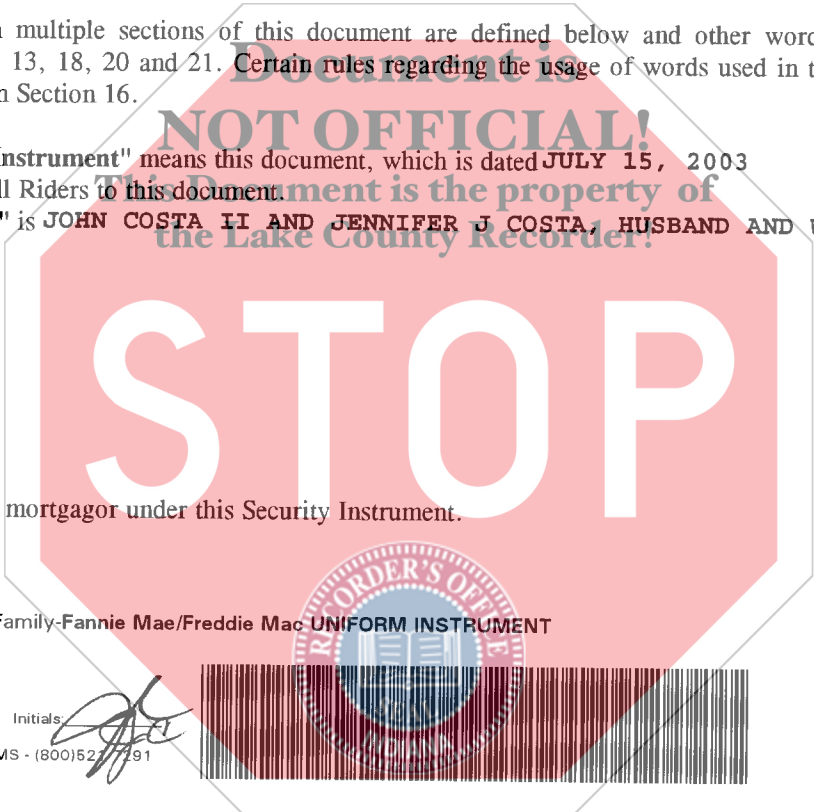 multiple sections of this document are defined below and other
Document is
13, 18, 20 and 21. Certain rules regarding the usage of words used in
Section 16.
NOT OFFICIAL!
Instrument" means this document, which is dated JULY 15, 2003
Riders to this document.
This Document is the property of
" is JOHN COSTA II AND JENNIFER J COSTA, HUSBAND AND
the Lake County Recorder!
STOP
mortgagor under this Security Instrument.
RECORDER'S OFFICE
Family-Fannie Mae/Freddie Mac UNIFORM INSTRUMENT
SEAL
Initials:
INDIANA
MS - (800)521-7291